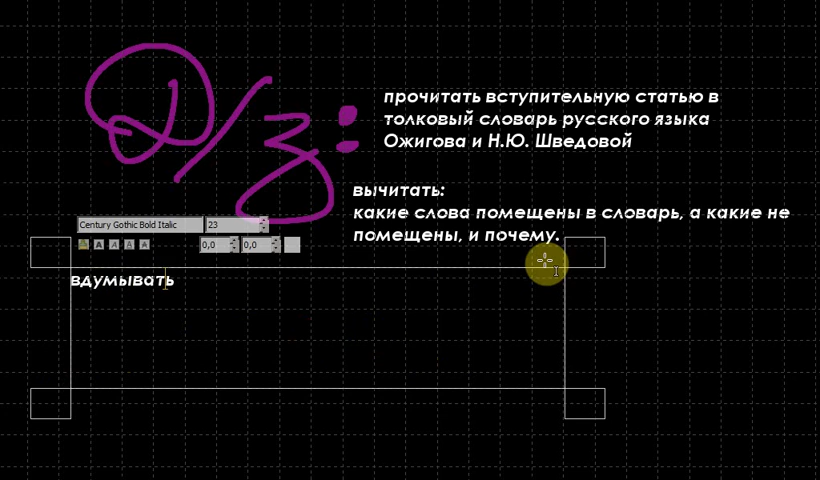 Д/з:
прочитать вступительную статью в
толковый словарь русского языка
Ожигова и Н.Ю. Шведовой
вычитать:
какие слова помещены в словарь, а какие не
помещены, и почему.
Century Gothic Bold Italic 23
A A A A A 0,0 0,0
вдумывать